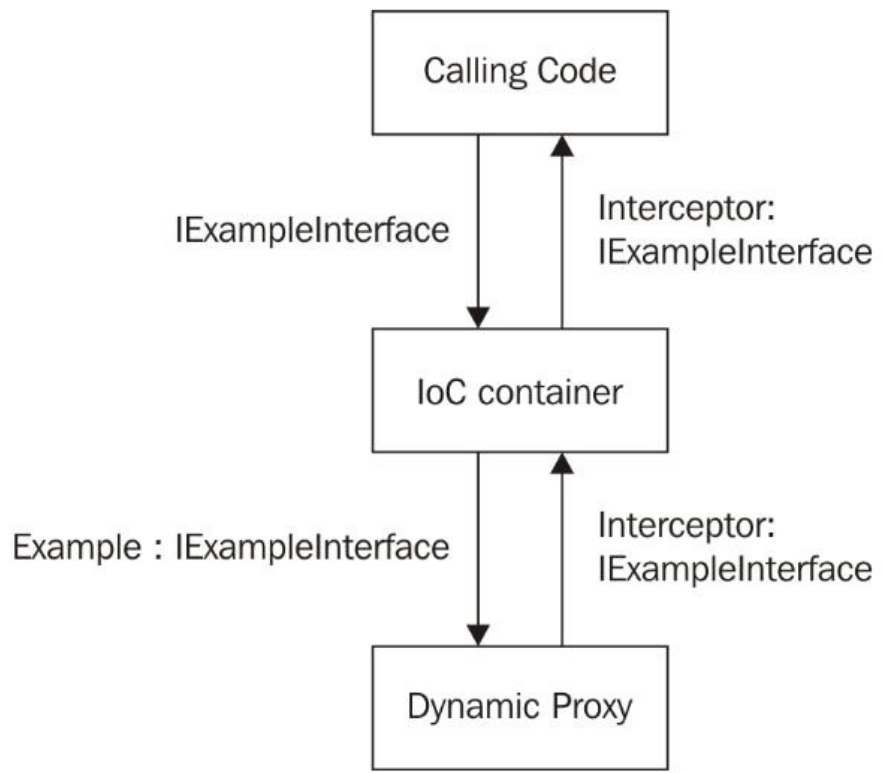 Calling Code
IExampleInterface
Interceptor:
IExampleInterface
IoC container
Example : IExampleInterface
Interceptor:
IExampleInterface
Dynamic Proxy